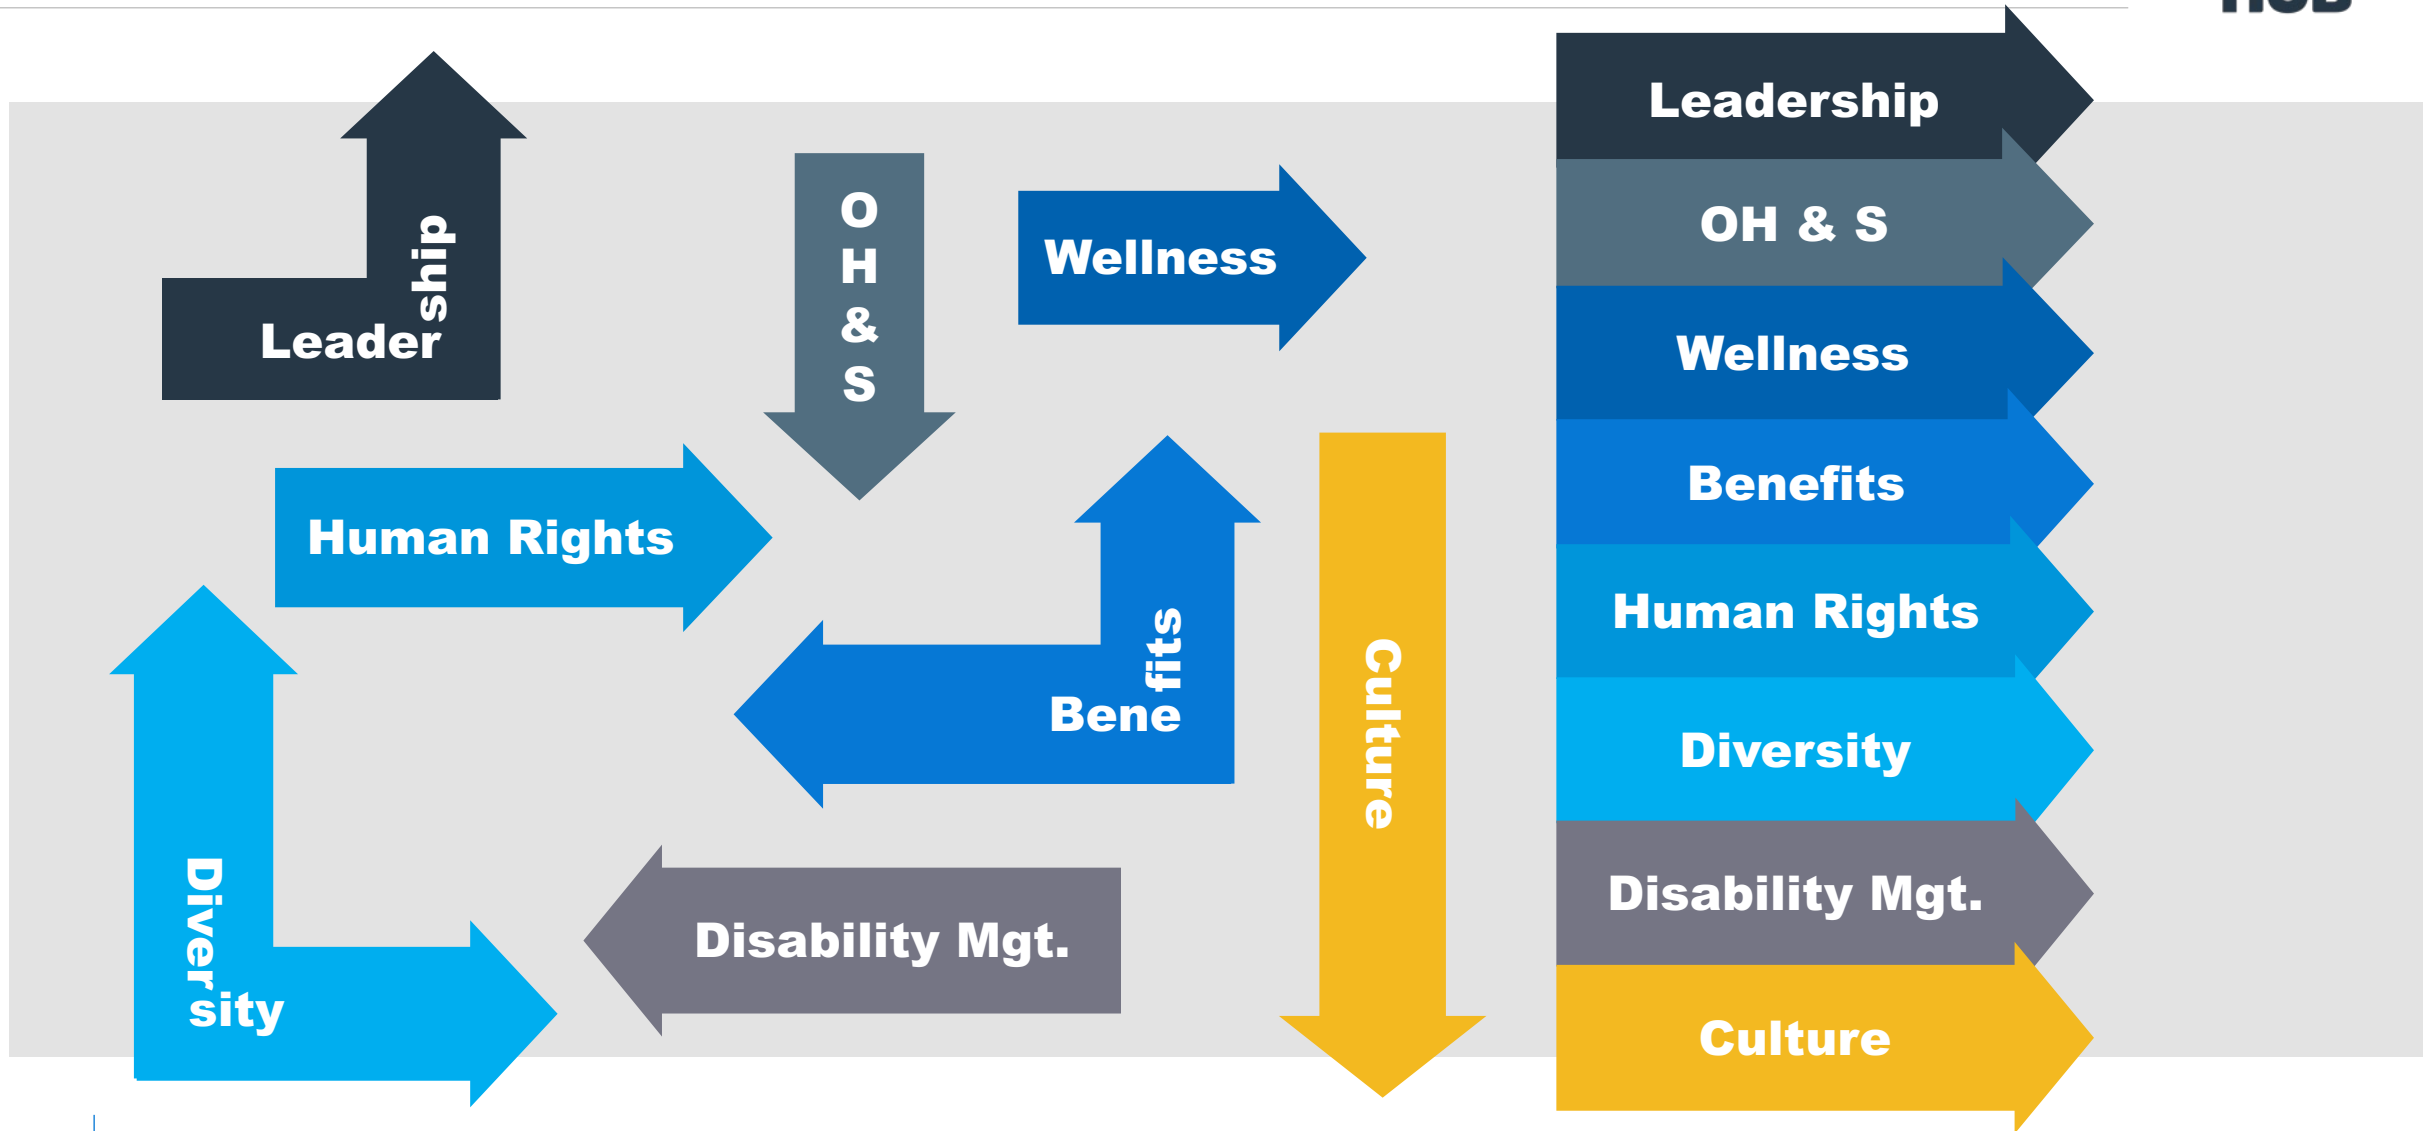 HUB
Leadership
OH & S
Wellness
Human Rights
Benefits
Culture
Diversity
Disability Mgt.
Leadership
OH & S
Wellness
Benefits
Human Rights
Diversity
Disability Mgt.
Culture